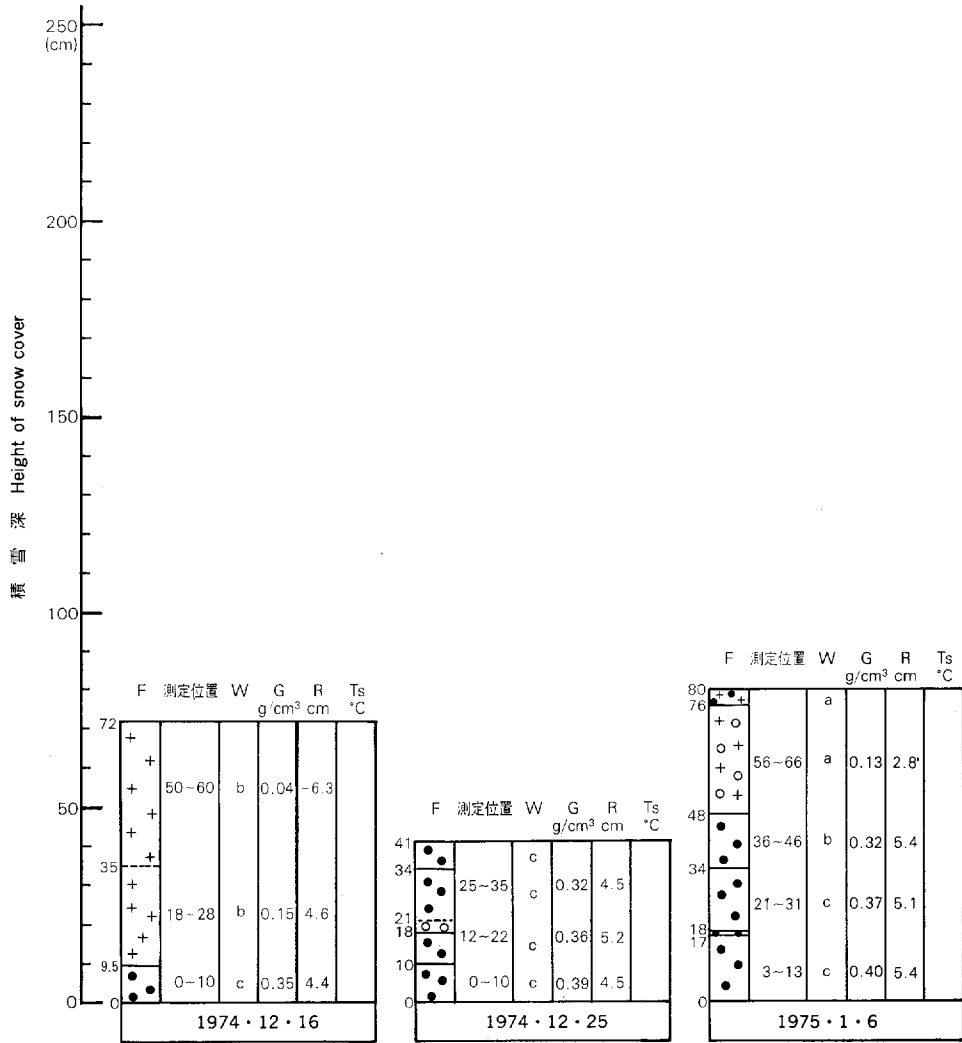 250
(cm)
200
150
100
50
0
積雪深 Height of snow cover
F 測定位置 W G g/cm³ R cm Ts °C
72
50~60 b 0.04 -6.3
35
18~28 b 0.15 4.6
9.5
0~10 c 0.35 4.4
0
1974・12・16
F 測定位置 W G g/cm³ R cm Ts °C
41
c
34
25~35 c 0.32 4.5
21
18
12~22 c 0.36 5.2
10
0~10 c 0.39 4.5
0
1974・12・25
F 測定位置 W G g/cm³ R cm Ts °C
80
a
76
56~66 a 0.13 2.8
48
36~46 b 0.32 5.4
34
21~31 c 0.37 5.1
18
17
3~13 c 0.40 5.4
0
1975・1・6